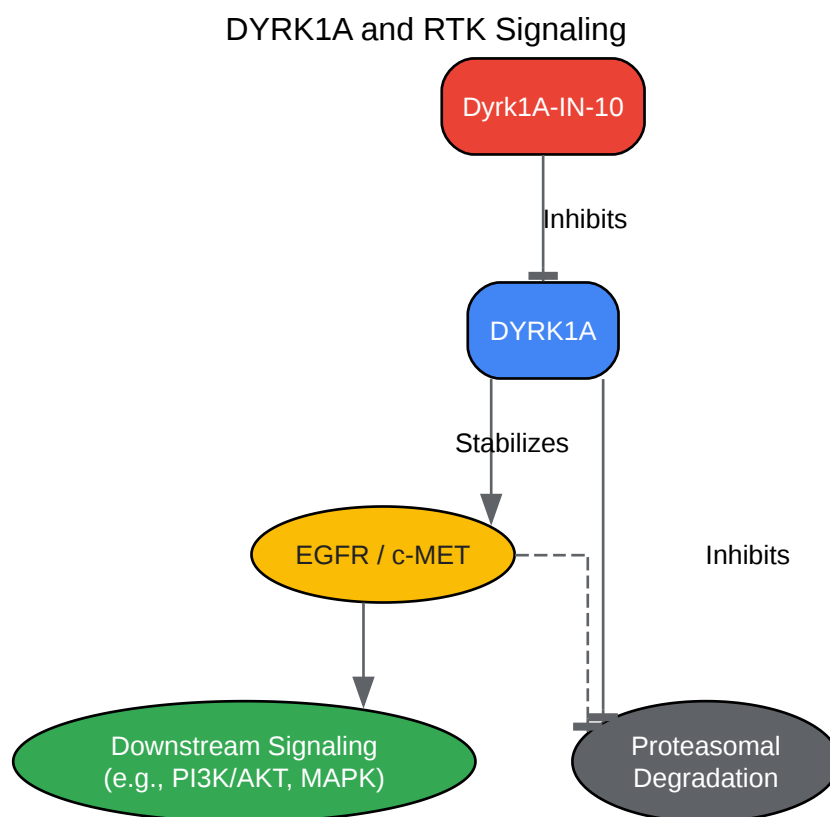 DYRK1A and RTK Signaling
Dyrk1A-IN-10
Inhibits
DYRK1A
Stabilizes
EGFR / c-MET
Inhibits
Downstream Signaling
(e.g., PI3K/AKT, MAPK)
Proteasomal
Degradation